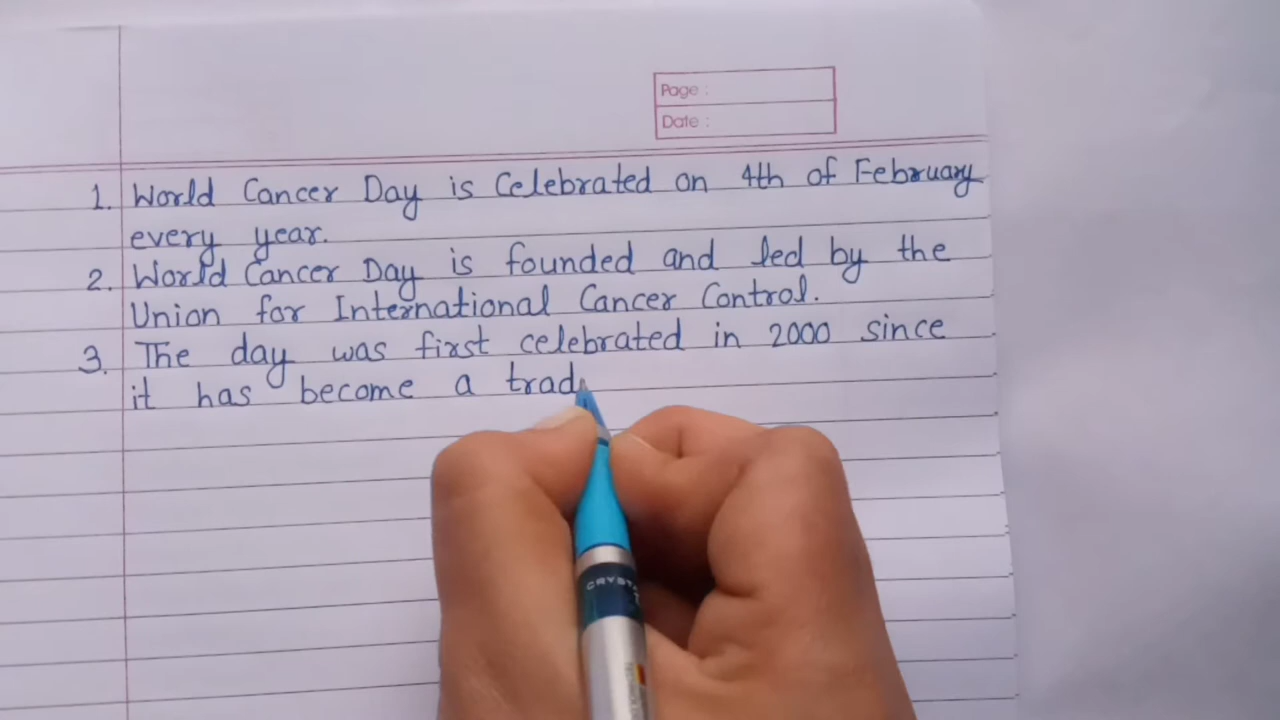 Page :
Date :
1. World Cancer Day is Celebrated on 4th of February
every year.
2. World Cancer Day is founded and led by the
Union for International Cancer Control.
3. The day was first celebrated in 2000 since
it has become a trad
CRYST